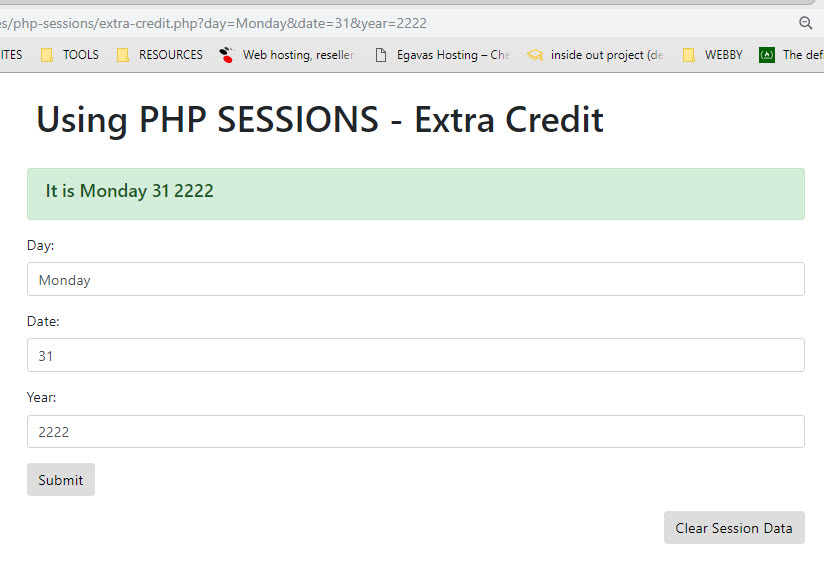 es/php-sessions/extra-credit.php?day=Monday&date=31&year=2222
ITES TOOLS RESOURCES Web hosting, reseller Egavas Hosting – Che inside out project (de WEBBY The def
Using PHP SESSIONS - Extra Credit
It is Monday 31 2222
Day:
Monday
Date:
31
Year:
2222
Submit
Clear Session Data